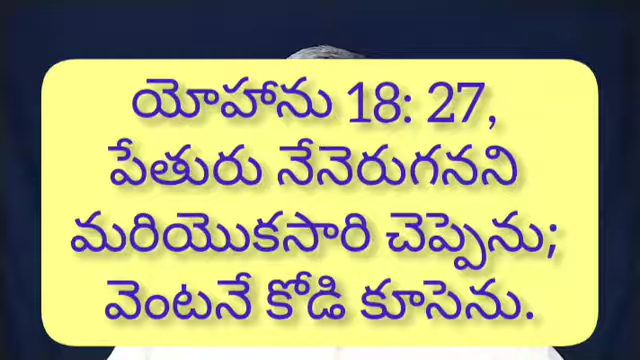 యోహాను 18: 27,
పేతురు నేనెరుగనని
మరియొకసారి చెప్పెను;
వెంటనే కోడి కూసెను.